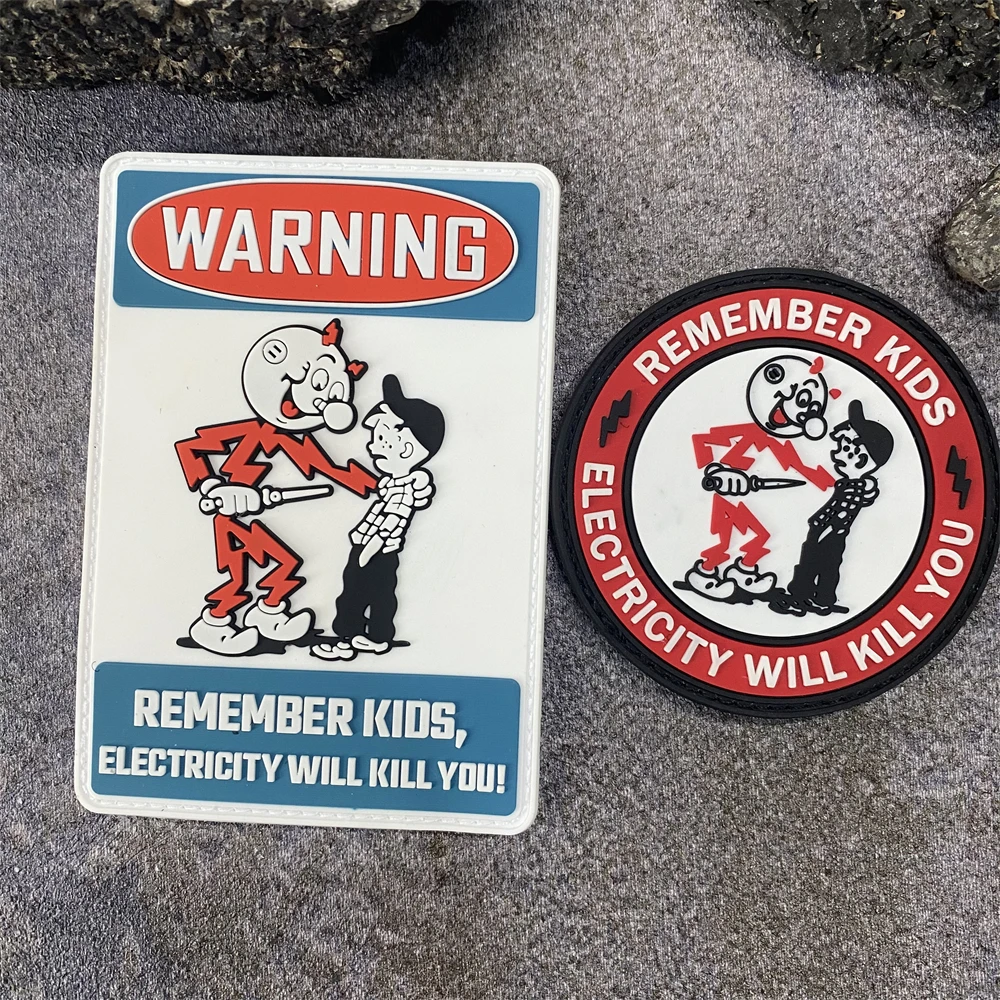 WARNING
REMEMBER KIDS,
ELECTRICITY WILL KILL YOU!
REMEMBER KIDS
ELECTRICITY WILL KILL YOU